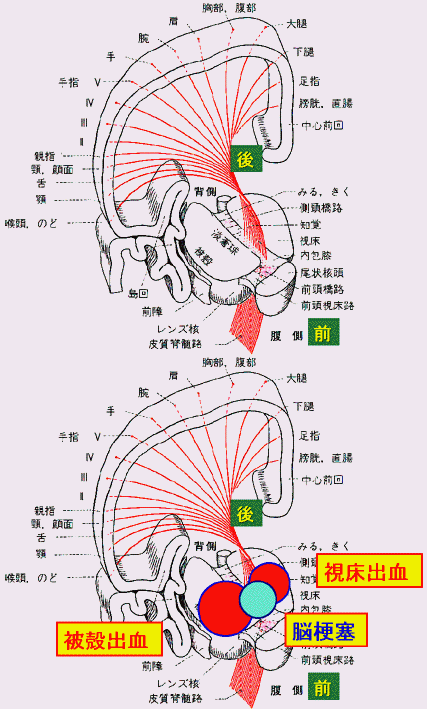 胸部, 腹部
肩
大腿
腕
下腿
手
手指 V
足指
IV
膀胱, 直腸
III
中心前回
II
後
親指
頸, 顔面
舌
顎
背側
みる, きく
側頭橋路
知覚
視床
内包膝
喉頭, のど
淡蒼球
被殻
尾状核頭
前頭橋路
島回
前頭視床路
前障
レンズ核
腹側
前
皮質脊髄路
胸部, 腹部
肩
大腿
腕
下腿
手
手指 V
足指
IV
膀胱, 直腸
III
中心前回
II
後
親指
頸, 顔面
舌
顎
背側
みる, きく
側頭
視床出血
知覚
視床
内包膝
喉頭, のど
被殻出血
脳梗塞
前頭視床路
前障
レンズ核
腹側
前
皮質脊髄路